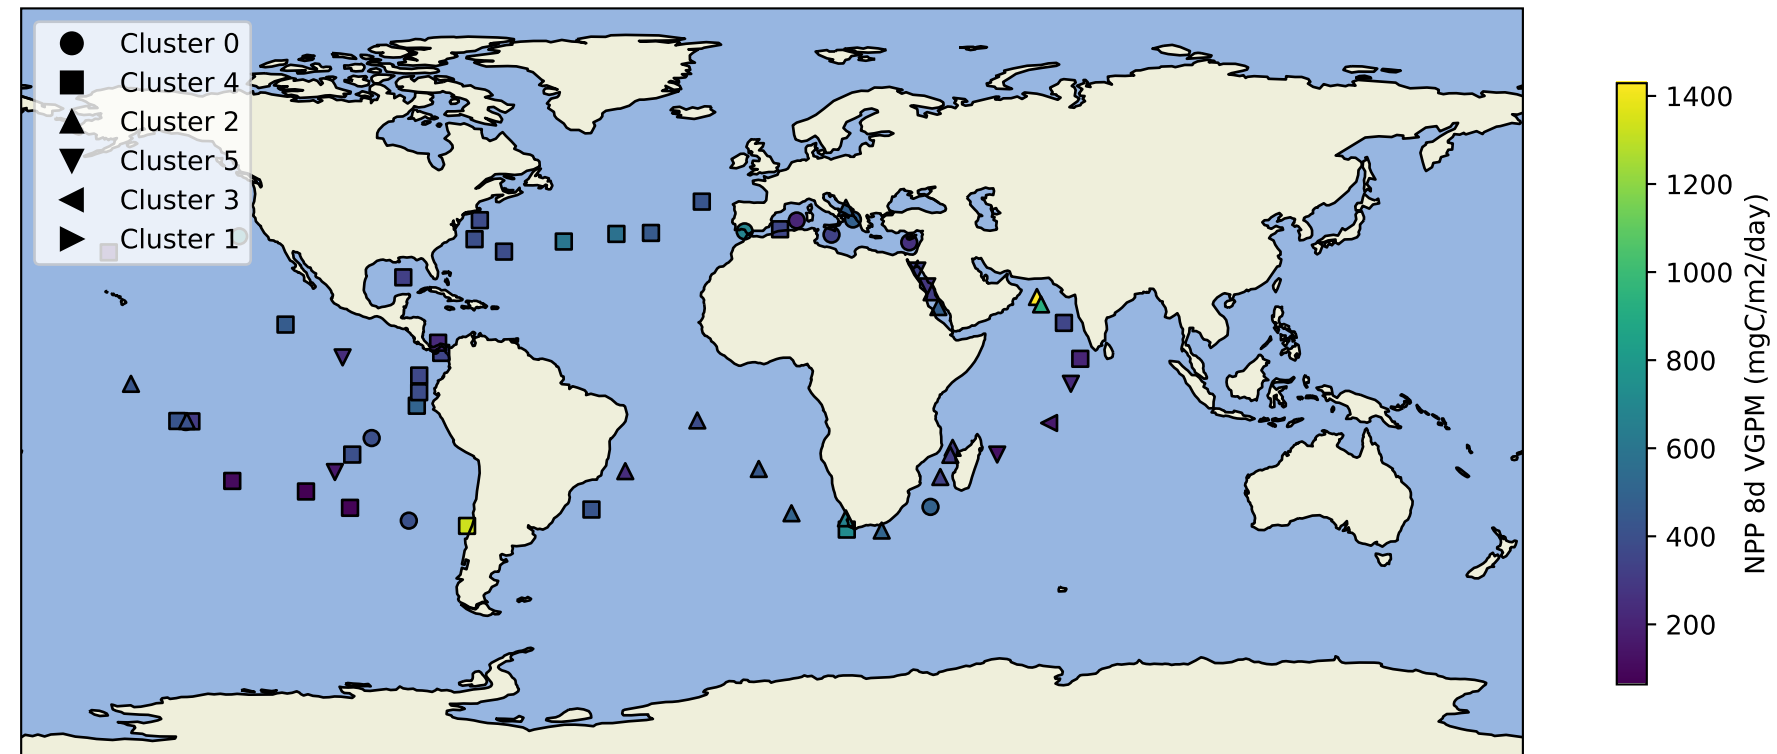 Cluster 0
Cluster 4
Cluster 2
Cluster 5
Cluster 3
Cluster 1
1400
1200
1000
800
600
400
200
NPP 8d VGPM (mgC/m2/day)